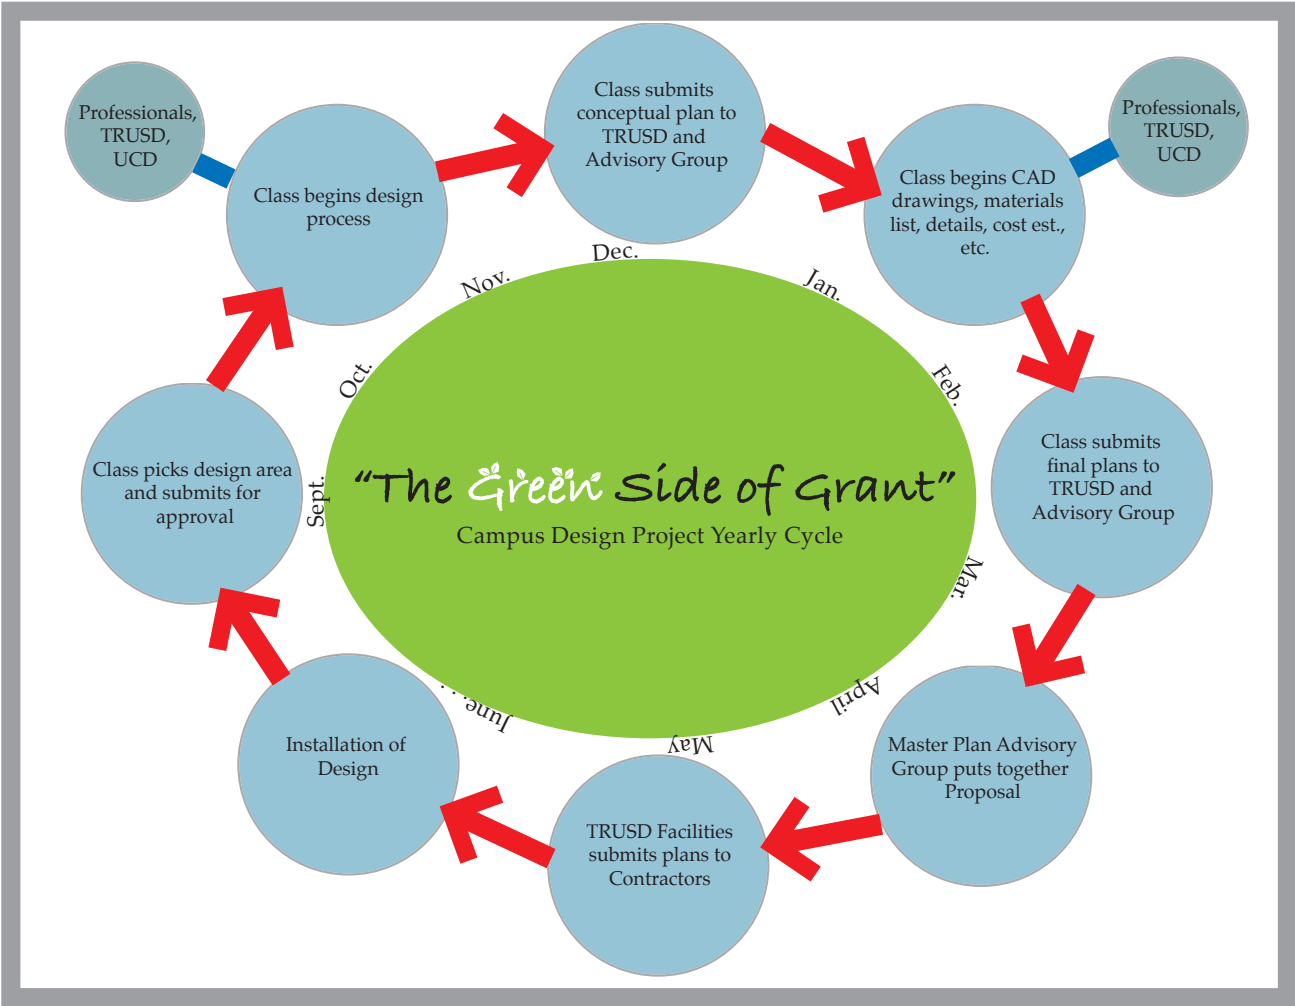 Professionals,
TRUSD,
UCD
Class begins design
process
Class submits
conceptual plan to
TRUSD and
Advisory Group
Class begins CAD
drawings, materials
list, details, cost est.,
etc.
Professionals,
TRUSD,
UCD
Class submits
final plans to
TRUSD and
Advisory Group
Master Plan Advisory
Group puts together
Proposal
TRUSD Facilities
submits plans to
Contractors
Installation of
Design
Class picks design area
and submits for
approval
Sept.
Oct.
Nov.
Dec.
Jan.
Feb.
Mar.
April
May
June. . .
“The Green Side of Grant”
Campus Design Project Yearly Cycle